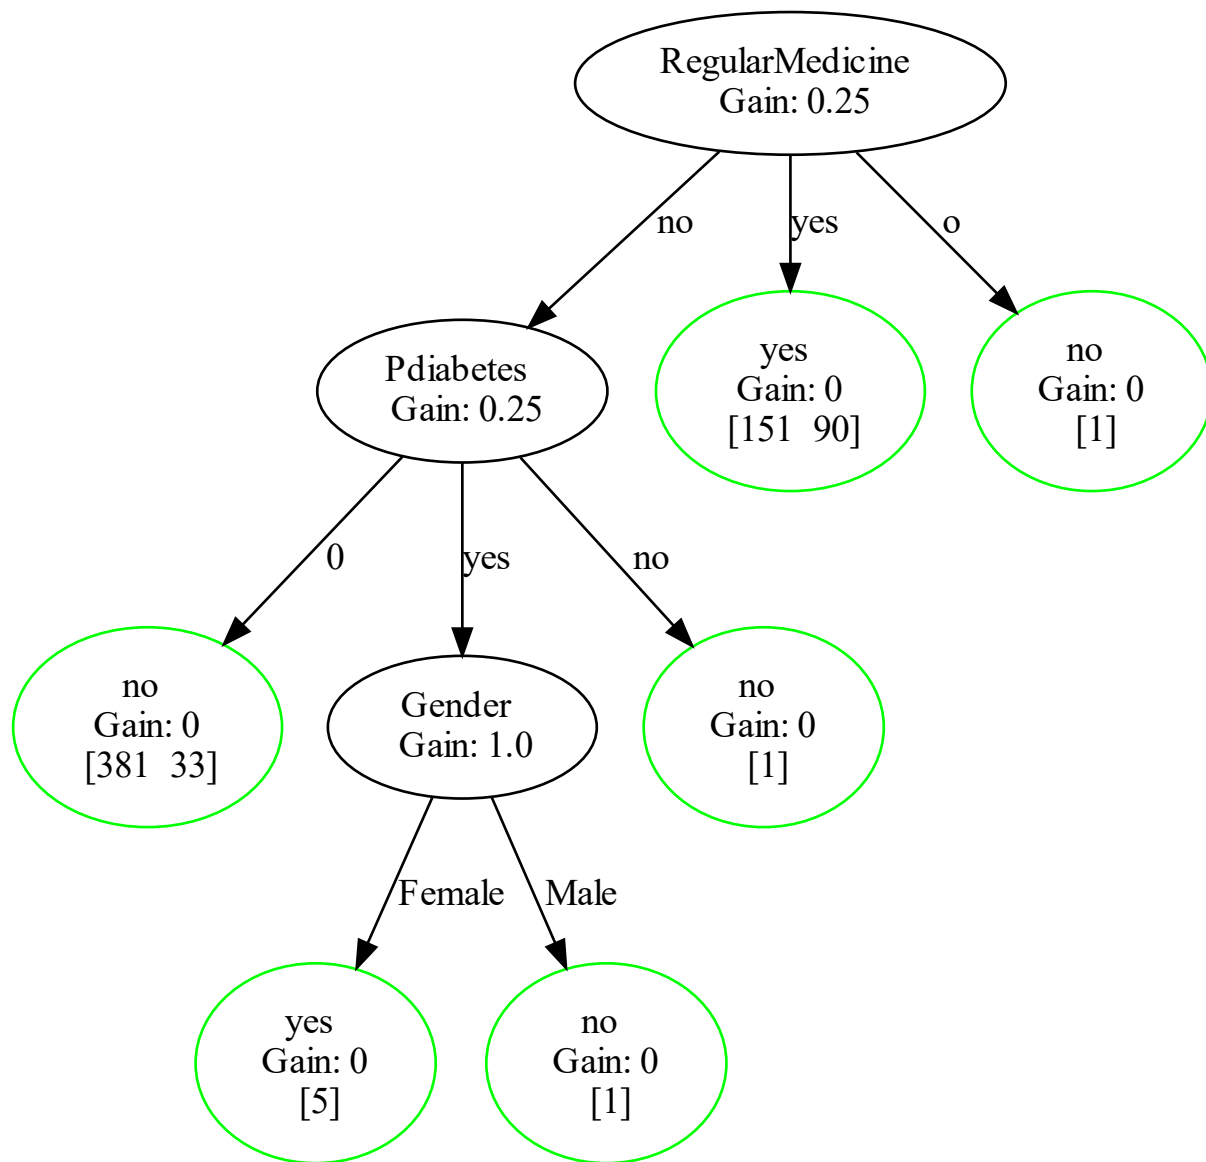 RegularMedicine
Gain: 0.25
no
yes
o
Pdiabetes
Gain: 0.25
yes
Gain: 0
[151 90]
no
Gain: 0
[1]
0
yes
no
no
Gain: 0
[381 33]
Gender
Gain: 1.0
no
Gain: 0
[1]
Female
Male
yes
Gain: 0
[5]
no
Gain: 0
[1]